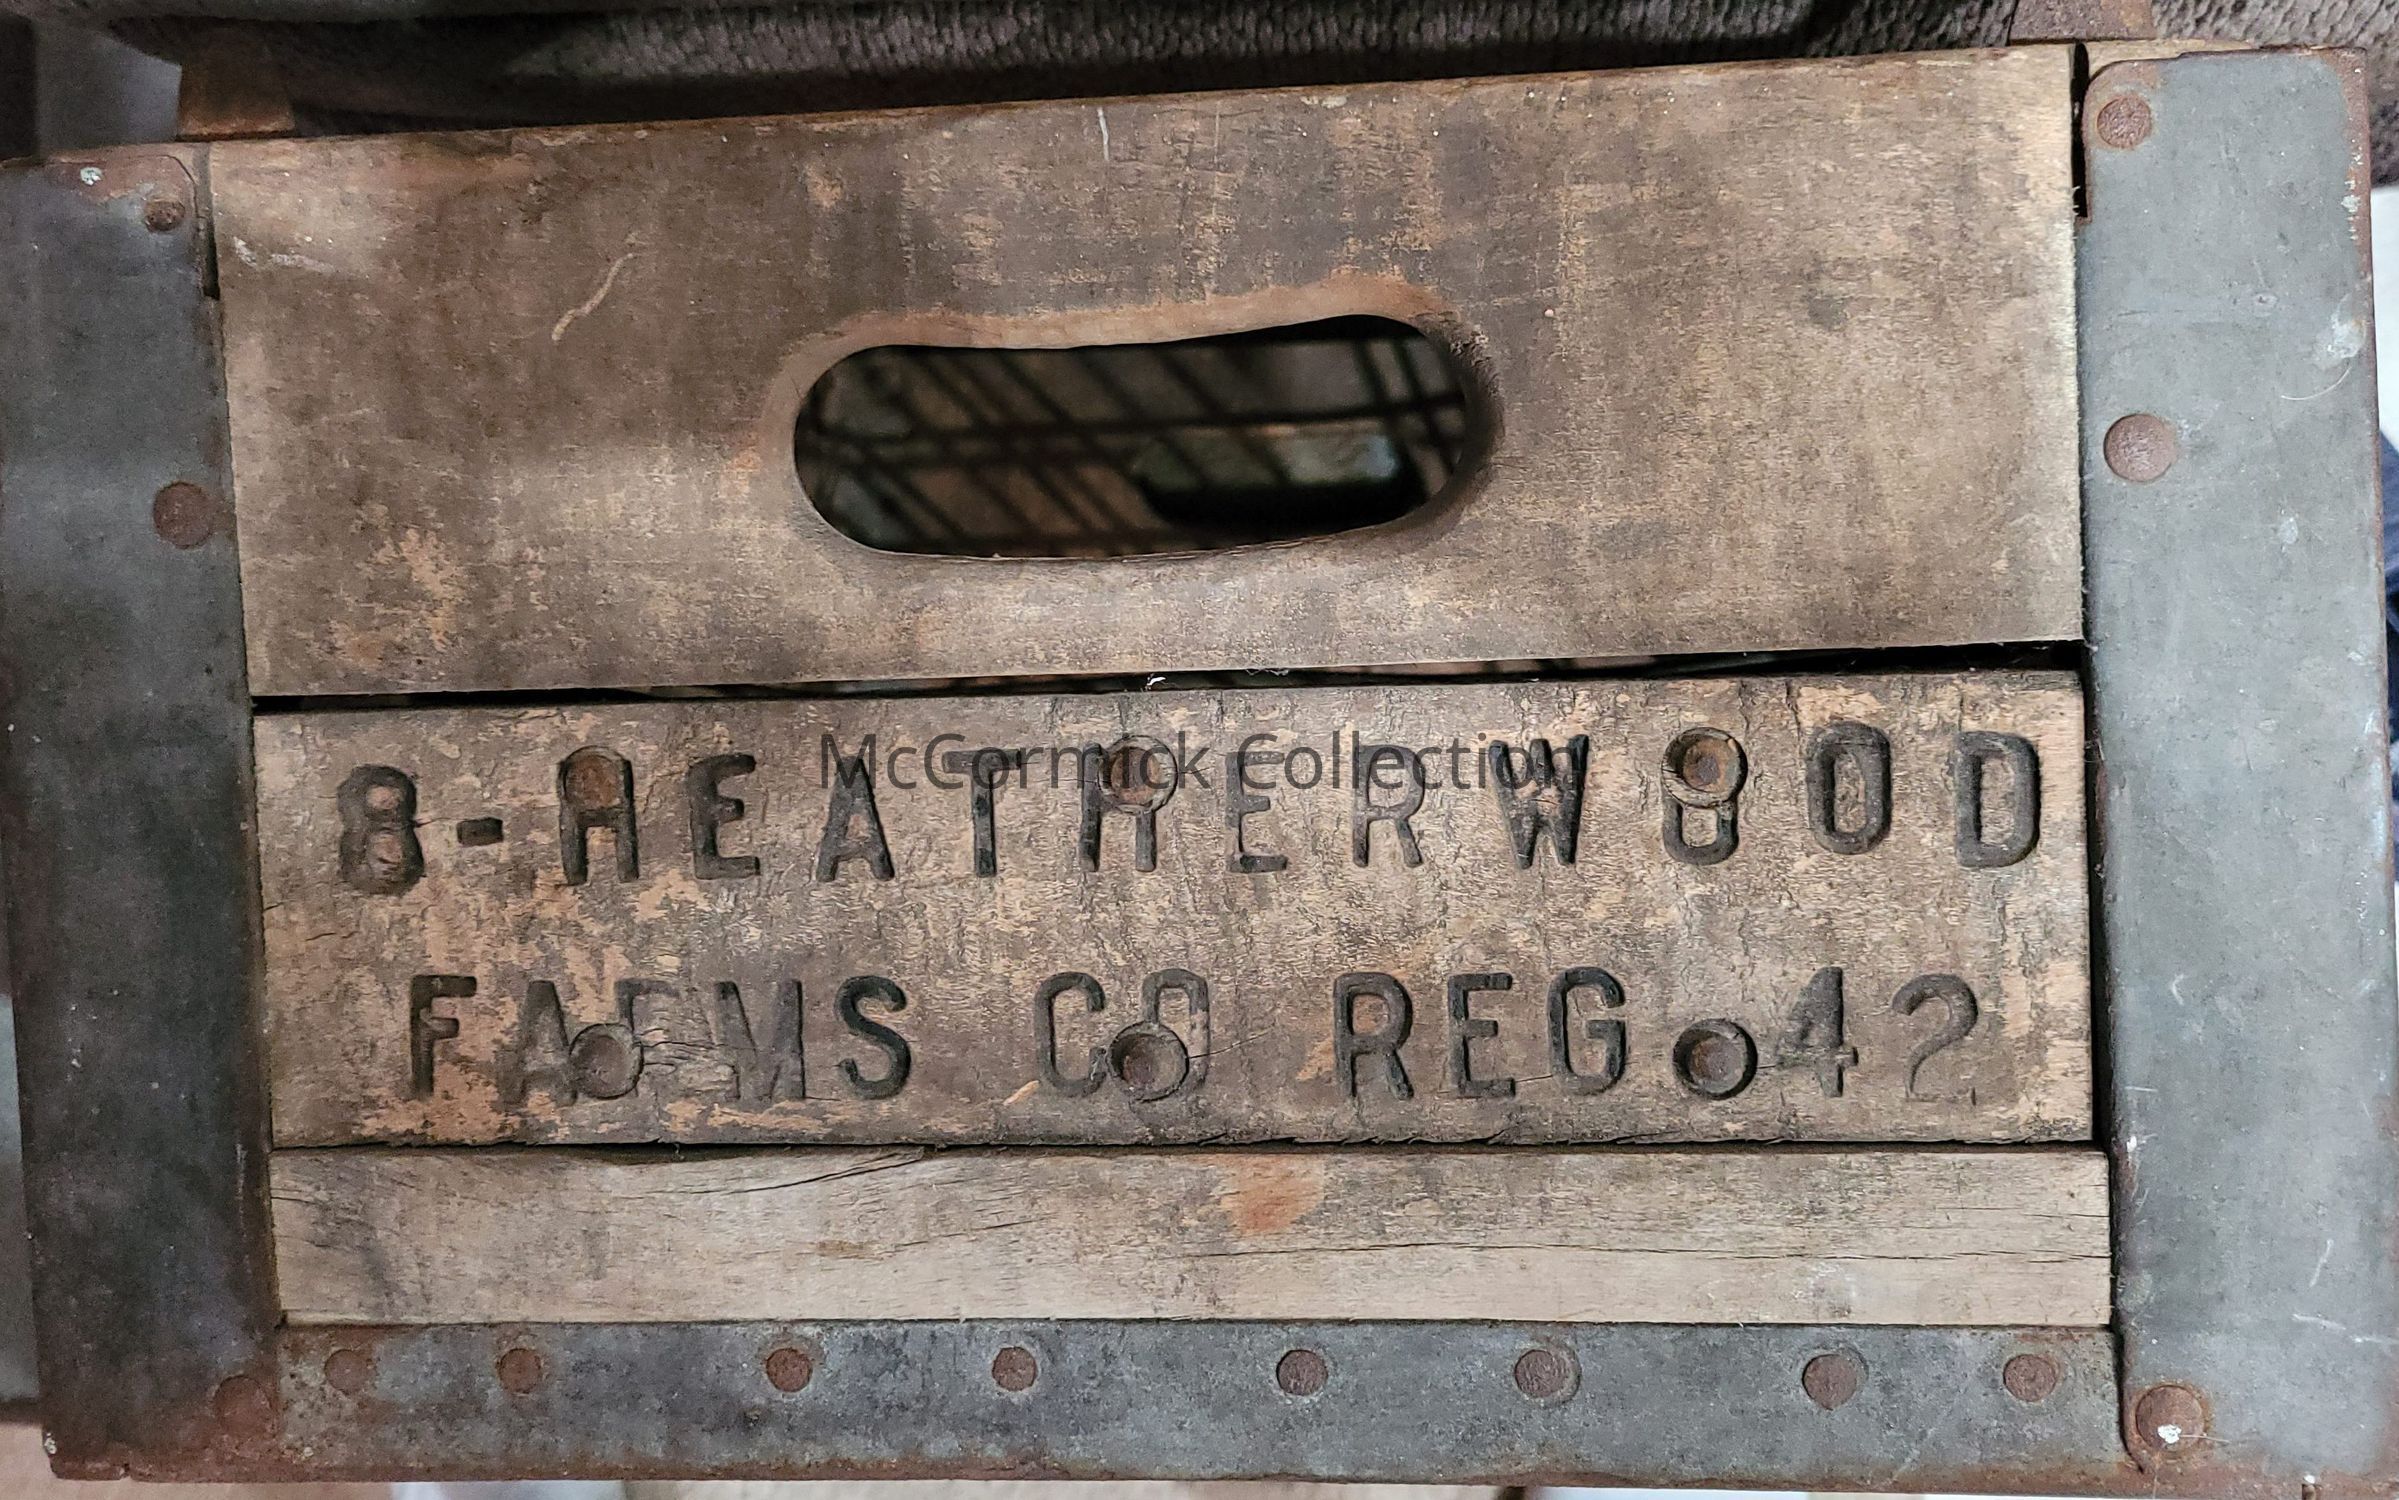 8-HEATHERWOOD
FARMS CO REG. 42
McCormick Collection